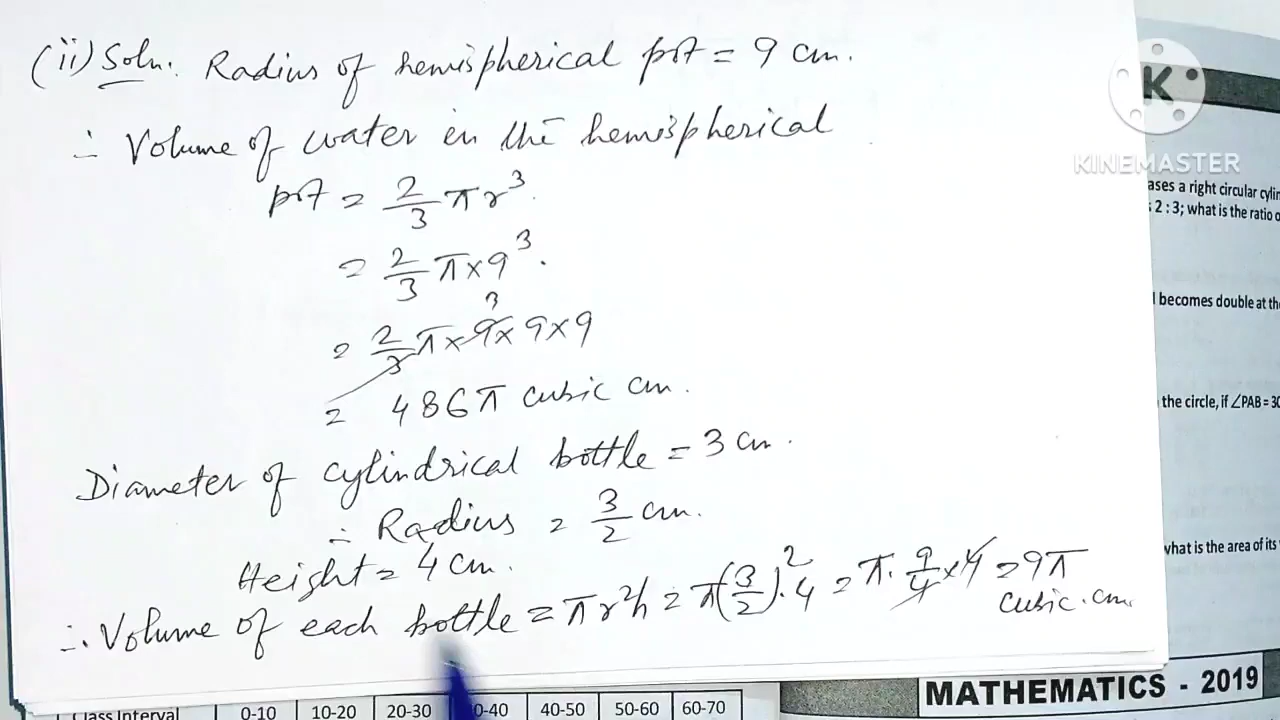 (ii) Soln. Radius of hemispherical pot = 9 cm.
∴ Volume of water in the hemispherical
pot = 2/3 πr³.
= 2/3 π×9³.
= 2/3 π×9×9×9
3
= 486π cubic cm.
Diameter of cylindrical bottle = 3 cm.
∴ Radius = 3/2 cm.
Height = 4 cm.
∴ Volume of each bottle = πr²h = π(3/2)².4 = π.9/4×4 = 9π
cubic.cm
K
KINEMASTER
ases a right circular cylin
2 : 3; what is the ratio o
l becomes double at the
the circle, if ∠PAB = 30
what is the area of its
MATHEMATICS - 2019
Class Interval 0-10 10-20 20-30 0-40 40-50 50-60 60-70